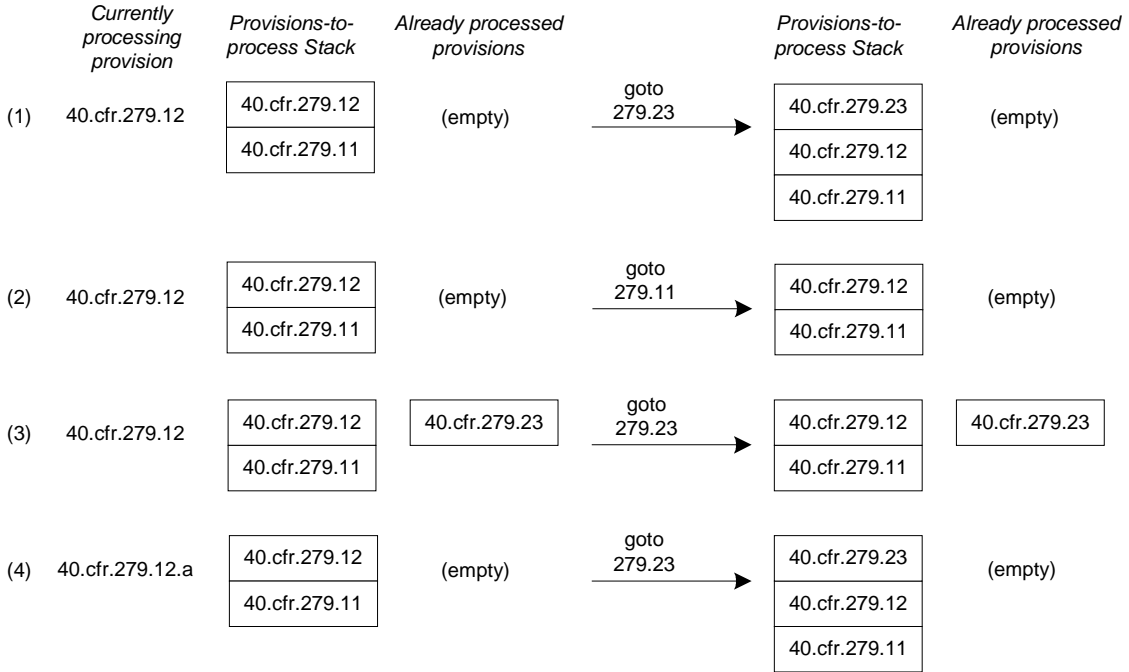 Currently
processing
provision
Provisions-to-
process Stack
Already processed
provisions
Provisions-to-
process Stack
Already processed
provisions
(1)
40.cfr.279.12
40.cfr.279.12
40.cfr.279.11
(empty)
goto
279.23
40.cfr.279.23
40.cfr.279.12
40.cfr.279.11
(empty)
(2)
40.cfr.279.12
40.cfr.279.12
40.cfr.279.11
(empty)
goto
279.11
40.cfr.279.12
40.cfr.279.11
(empty)
(3)
40.cfr.279.12
40.cfr.279.12
40.cfr.279.11
40.cfr.279.23
goto
279.23
40.cfr.279.12
40.cfr.279.11
40.cfr.279.23
(4)
40.cfr.279.12.a
40.cfr.279.12
40.cfr.279.11
(empty)
goto
279.23
40.cfr.279.23
40.cfr.279.12
40.cfr.279.11
(empty)